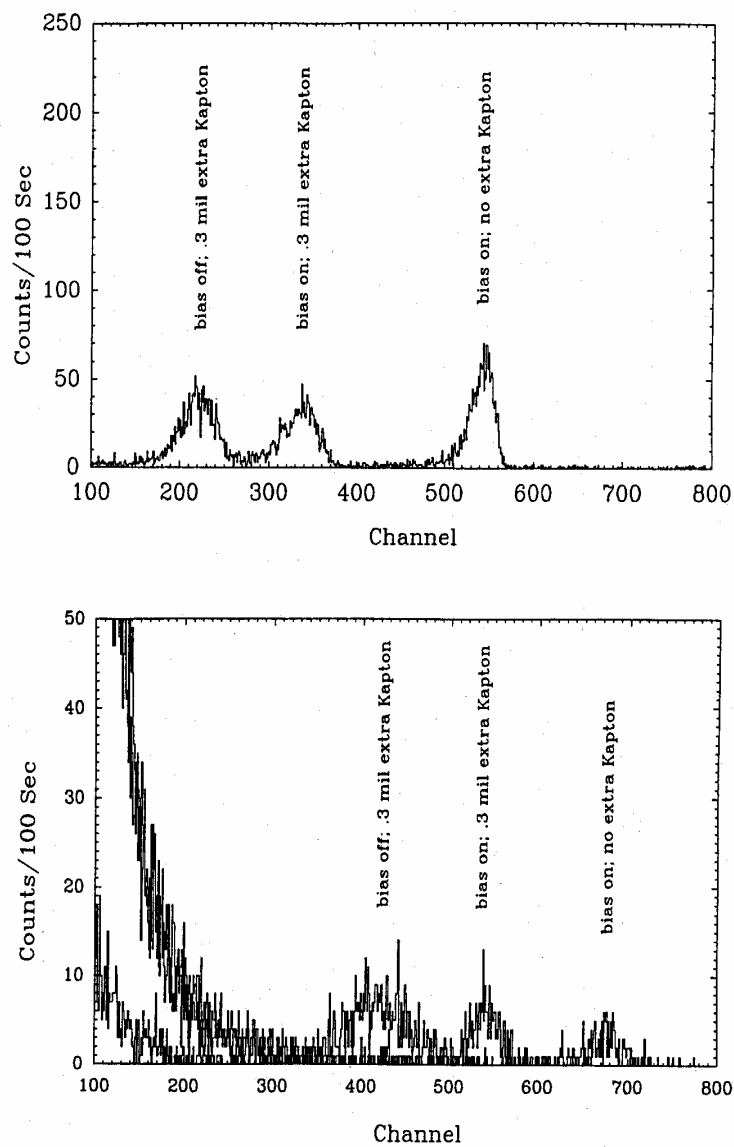 250
200
150
100
50
0
Counts/100 Sec
bias off; .3 mil extra Kapton
bias on; .3 mil extra Kapton
bias on; no extra Kapton
100 200 300 400 500 600 700 800
Channel
50
40
30
20
10
0
Counts/100 Sec
bias off; .3 mil extra Kapton
bias on; .3 mil extra Kapton
bias on; no extra Kapton
100 200 300 400 500 600 700 800
Channel